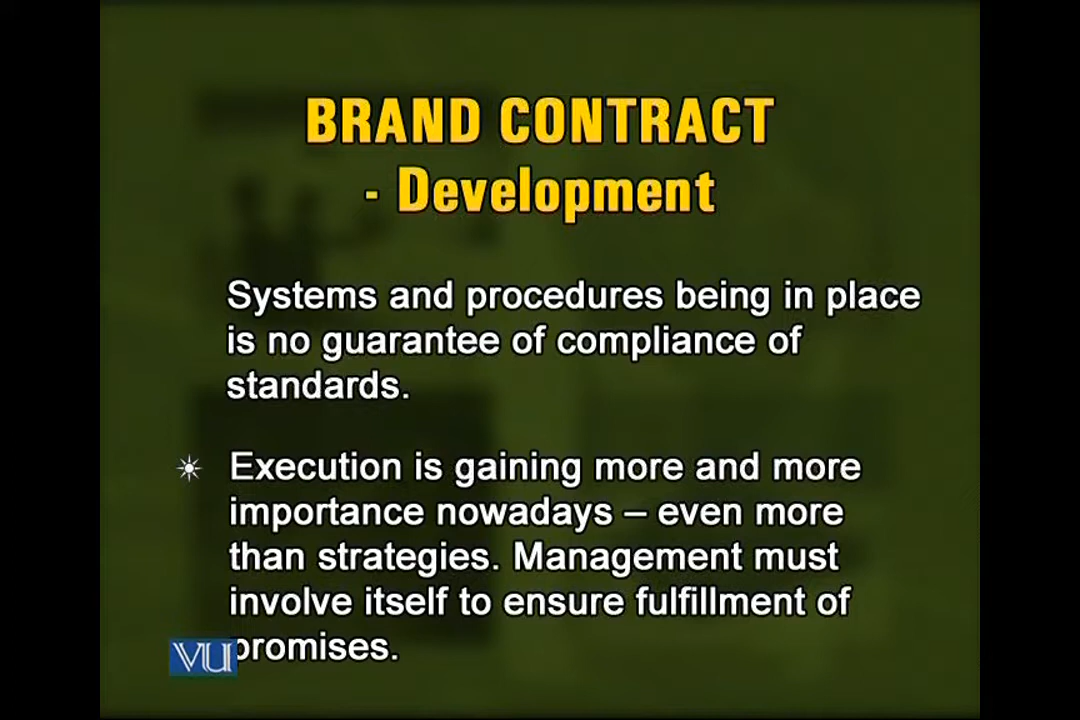 BRAND CONTRACT
- Development
Systems and procedures being in place
is no guarantee of compliance of
standards.
Execution is gaining more and more
importance nowadays – even more
than strategies. Management must
involve itself to ensure fulfillment of
promises.
VU